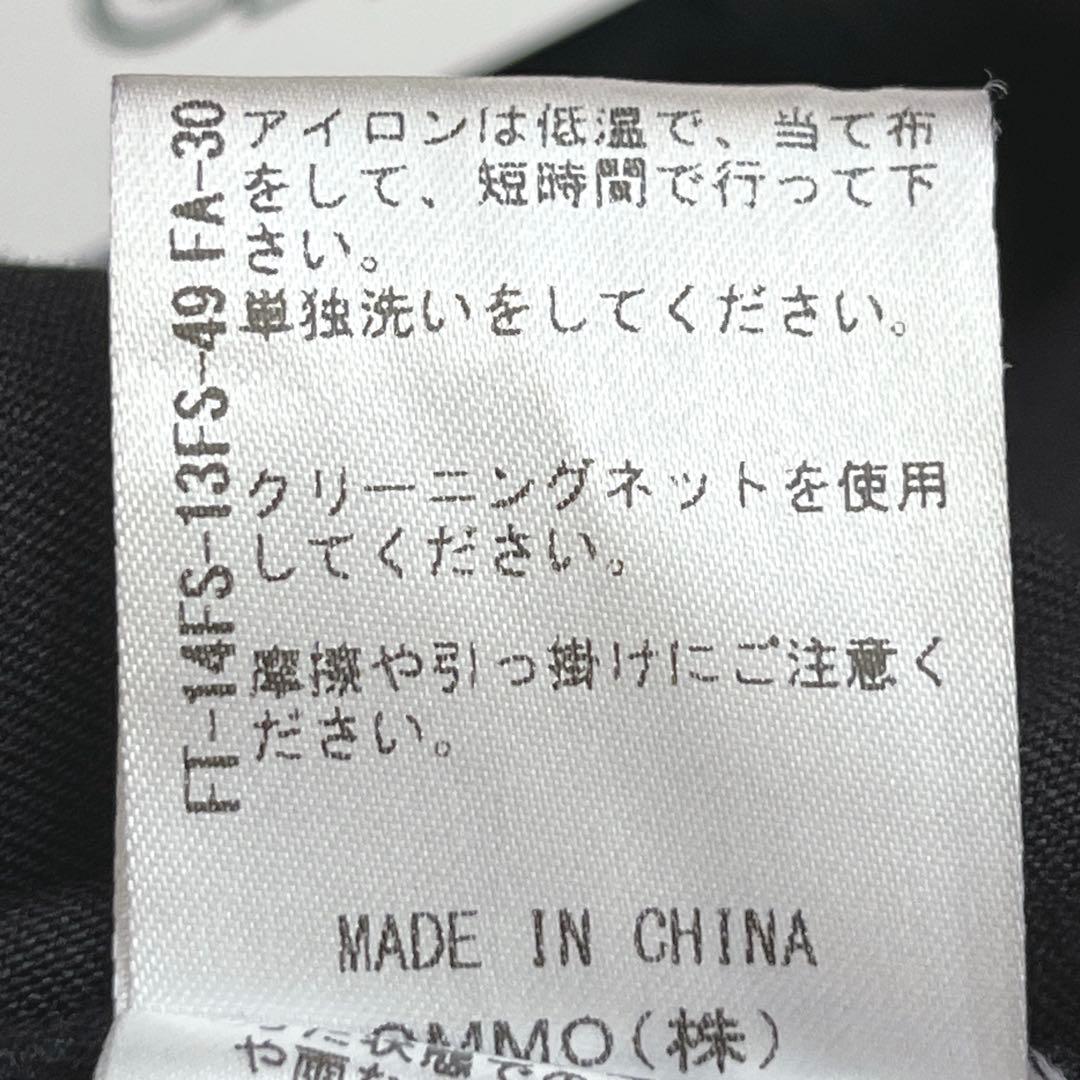 アイロンは低温で、当て布
をして、短時間で行って下
さい。
単独洗いをしてください。
クリーニングネットを使用
してください。
摩擦や引っ掛けにご注意く
ださい。
FT-14FS-13FS-49 FA-30
MADE IN CHINA
(株)